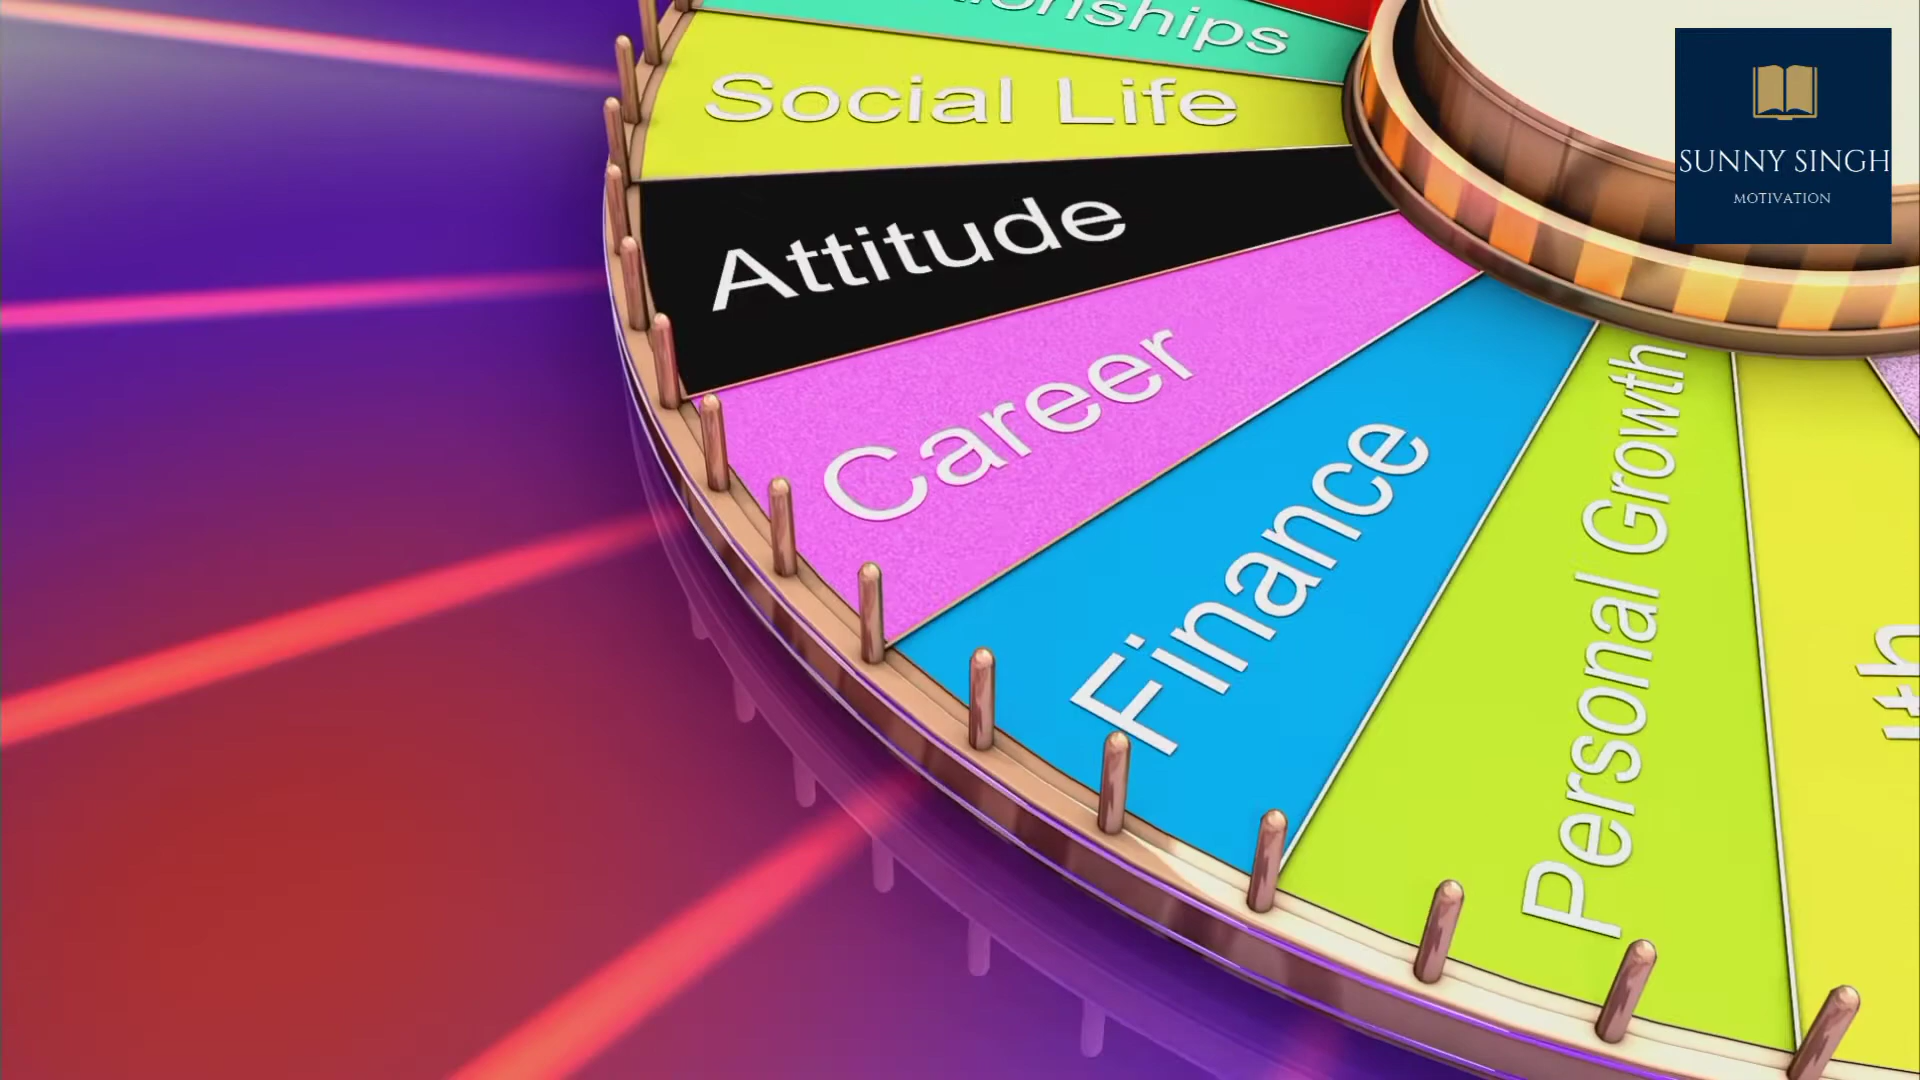 Social Life
Attitude
Career
Finance
Personal Growth
SUNNY SINGH
MOTIVATION